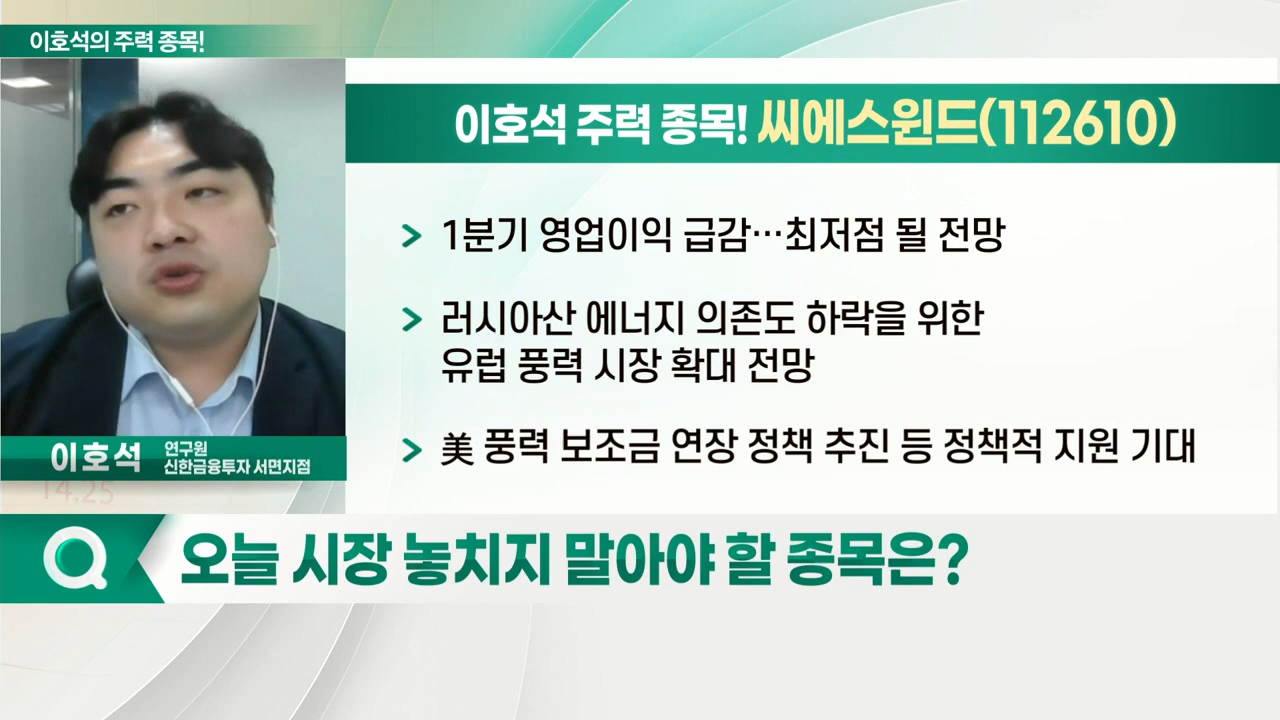 이호석의 주력 종목!
이호석 주력 종목! 씨에스윈드(112610)
1분기 영업이익 급감…최저점 될 전망
러시아산 에너지 의존도 하락을 위한
유럽 풍력 시장 확대 전망
美 풍력 보조금 연장 정책 추진 등 정책적 지원 기대
이호석
연구원
신한금융투자 서면지점
14.25
Q 오늘 시장 놓치지 말아야 할 종목은?